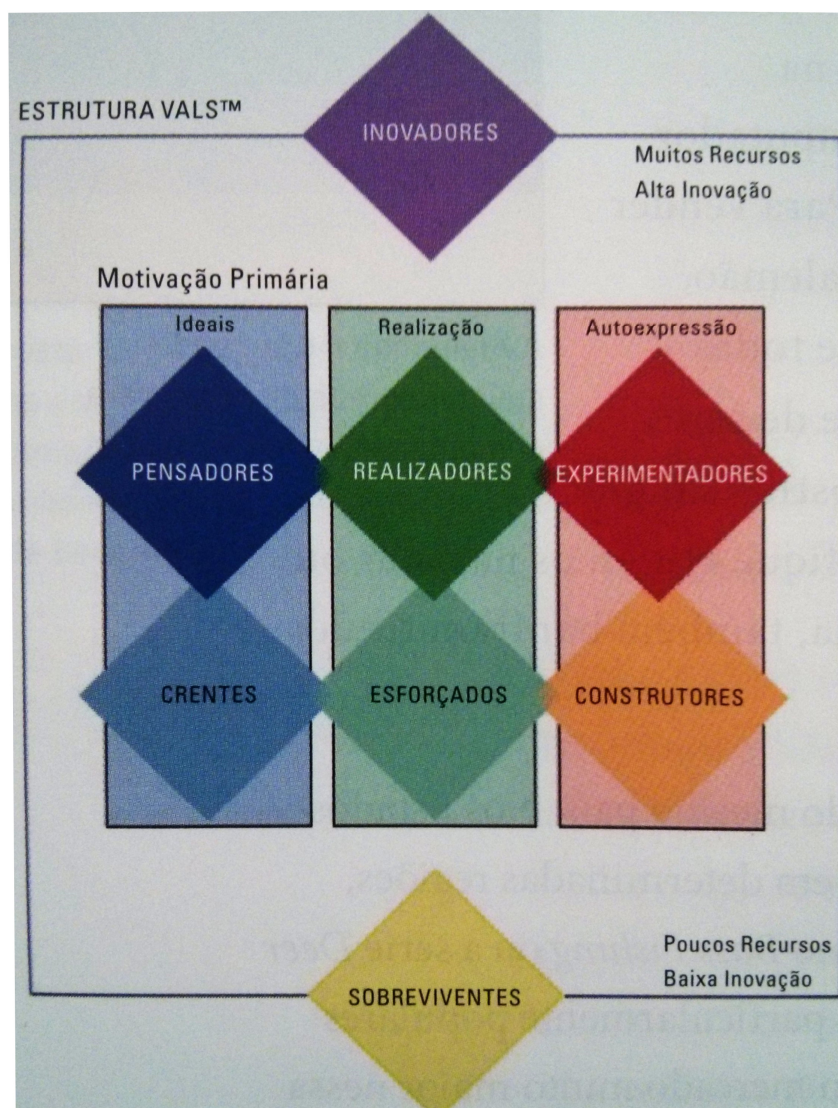 ESTRUTURA VALS™
INOVADORES
Muitos Recursos
Alta Inovação
Motivação Primária
Ideais
Realização
Autoexpressão
PENSADORES
REALIZADORES
EXPERIMENTADORES
CRENTES
ESFORÇADOS
CONSTRUTORES
Poucos Recursos
Baixa Inovação
SOBREVIVENTES